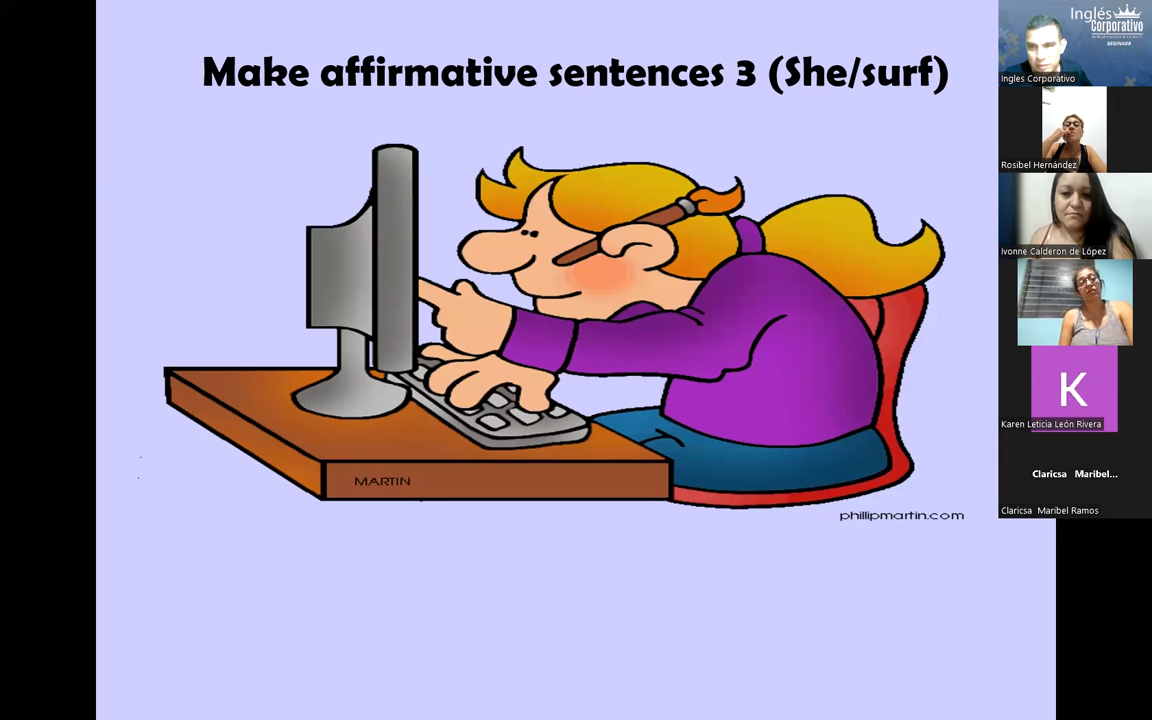 Make affirmative sentences 3 (She/surf)
MARTIN
phillipmartin.com
Inglés
Corporativo
BEGINNER
Ingles Corporativo
Rosibel Hernández
Ivonne Calderon de López
K
Karen Leticia León Rivera
Claricsa Maribel...
Claricsa Maribel Ramos